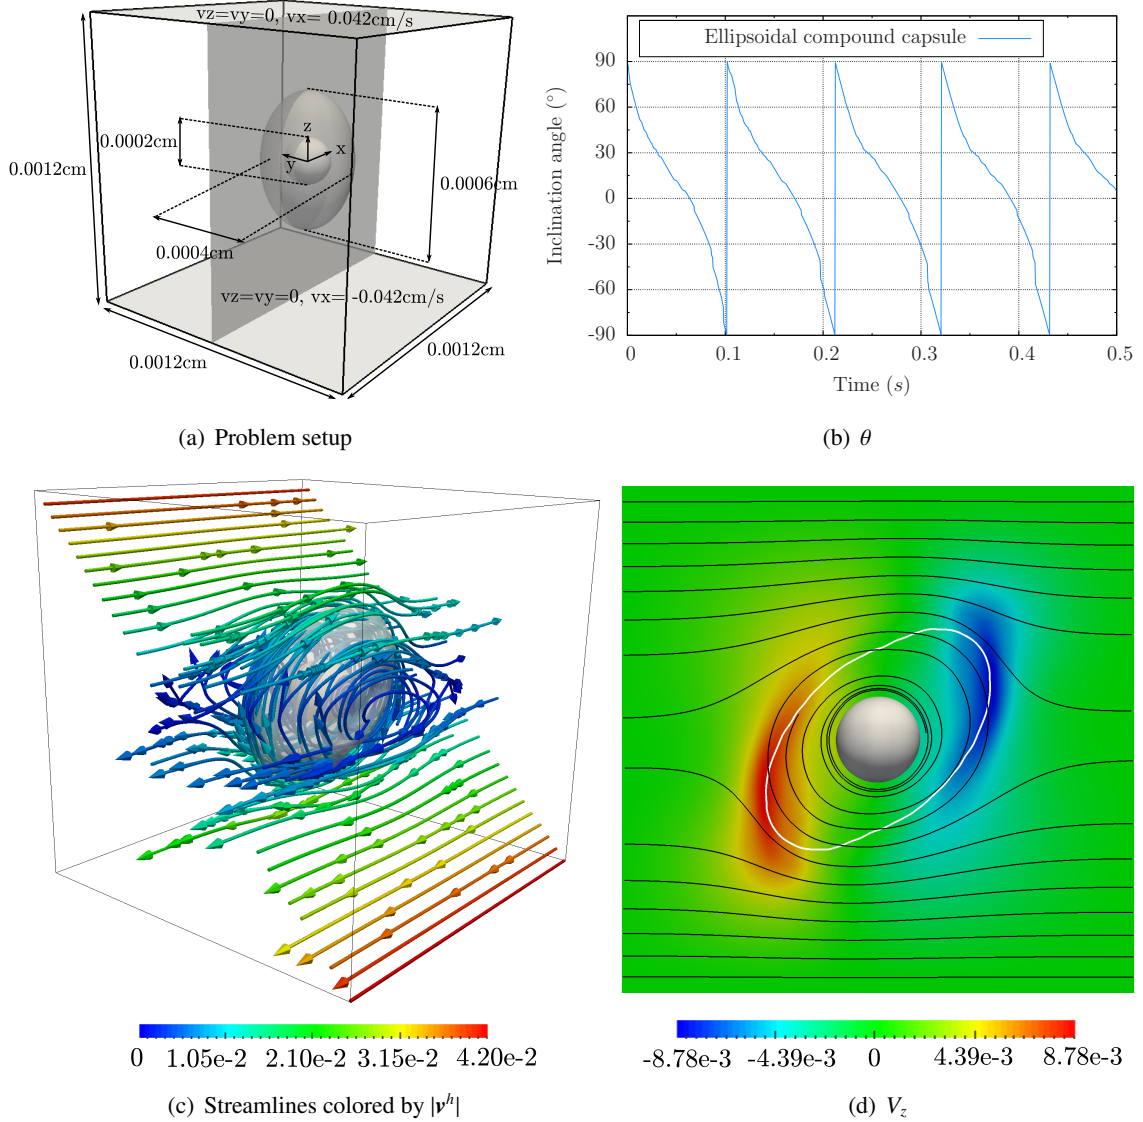 vz=vy=0, vx= 0.042cm/s
0.0002cm
z
x
y
0.0012cm
0.0006cm
0.0004cm
vz=vy=0, vx= -0.042cm/s
0.0012cm
0.0012cm
(a) Problem setup
Ellipsoidal compound capsule
Inclination angle (°)
90
60
30
0
-30
-60
-90
0 0.1 0.2 0.3 0.4 0.5
Time (s)
(b) θ
0 1.05e-2 2.10e-2 3.15e-2 4.20e-2
(c) Streamlines colored by |v^h|
-8.78e-3 -4.39e-3 0 4.39e-3 8.78e-3
(d) V_z